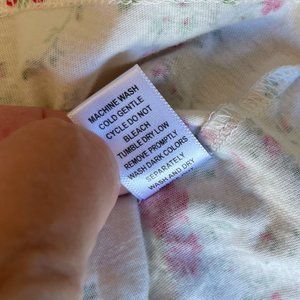 MACHINE WASH
COLD GENTLE
CYCLE DO NOT
BLEACH
TUMBLE DRY LOW
REMOVE PROMPTLY
WASH DARK COLORS
SEPARATELY
WASH AND DRY